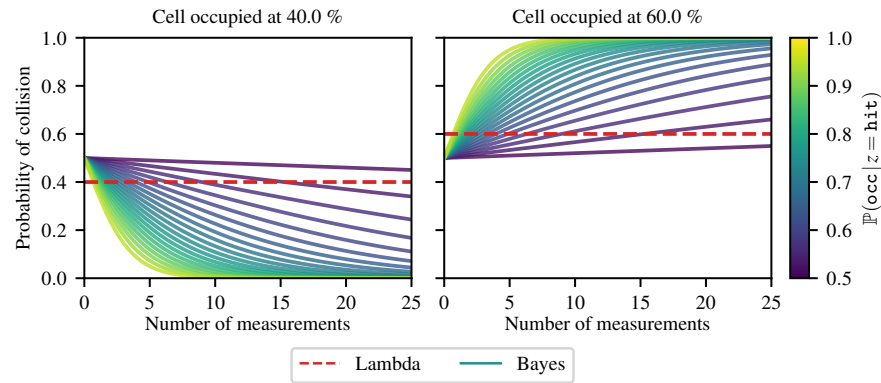 Cell occupied at 40.0 %
Cell occupied at 60.0 %
Probability of collision
1.0
0.8
0.6
0.4
0.2
0.0
0 5 10 15 20 25
Number of measurements
0 5 10 15 20 25
Number of measurements
1.0
0.9
0.8
0.7
0.6
0.5
ℙ(occ|z = hit)
Lambda
Bayes